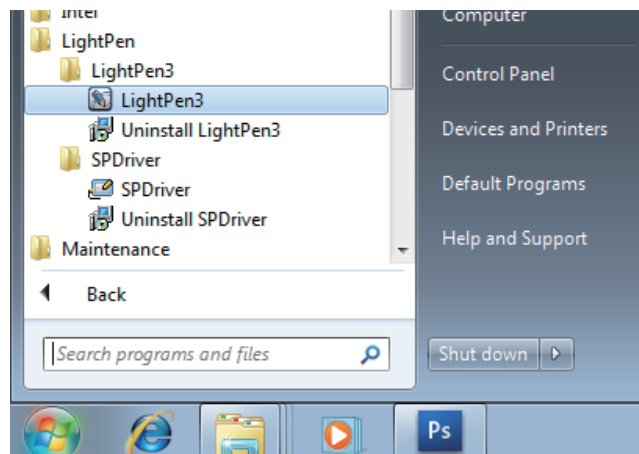 Intel
LightPen
LightPen3
LightPen3
Uninstall LightPen3
SPDriver
SPDriver
Uninstall SPDriver
Maintenance
Back
Search programs and files
Computer
Control Panel
Devices and Printers
Default Programs
Help and Support
Shut down
Ps